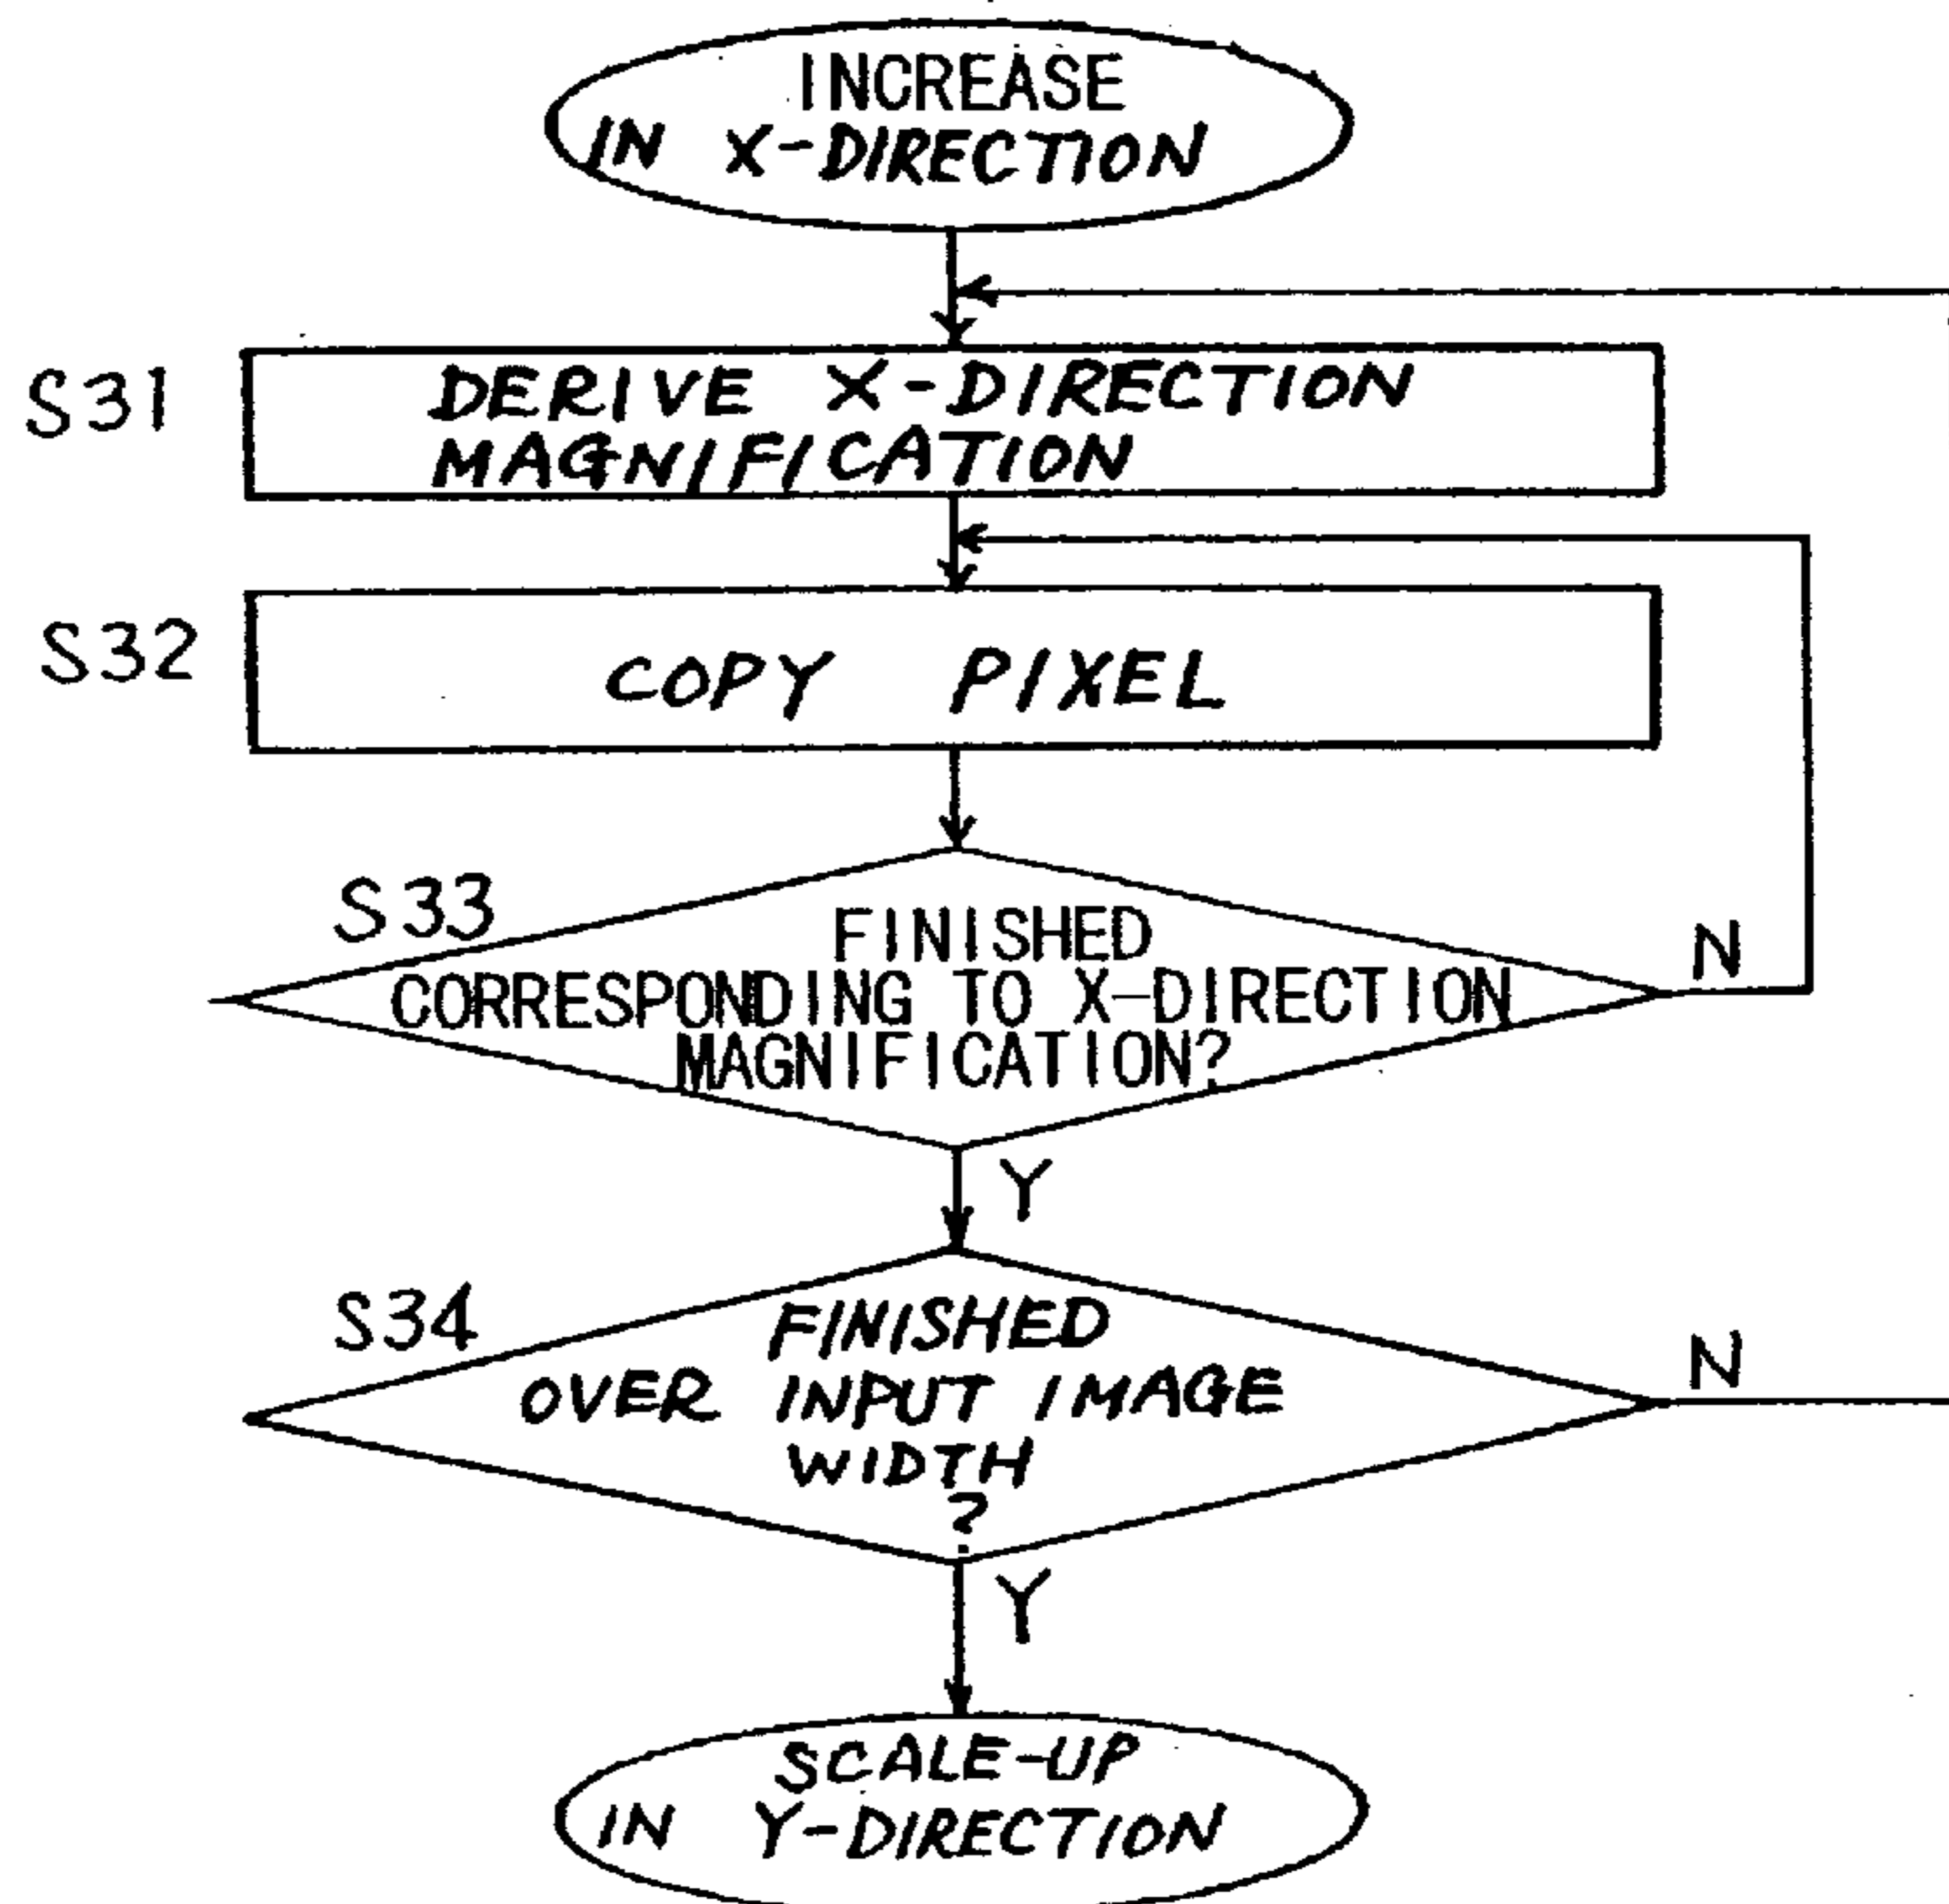 INCREASE
IN X-DIRECTION
S31
DERIVE X-DIRECTION
MAGNIFICATION
S32
COPY PIXEL
S33
FINISHED
CORRESPONDING TO X-DIRECTION
MAGNIFICATION?
N
Y
S34
FINISHED
OVER INPUT IMAGE
WIDTH
?
N
Y
SCALE-UP
IN Y-DIRECTION